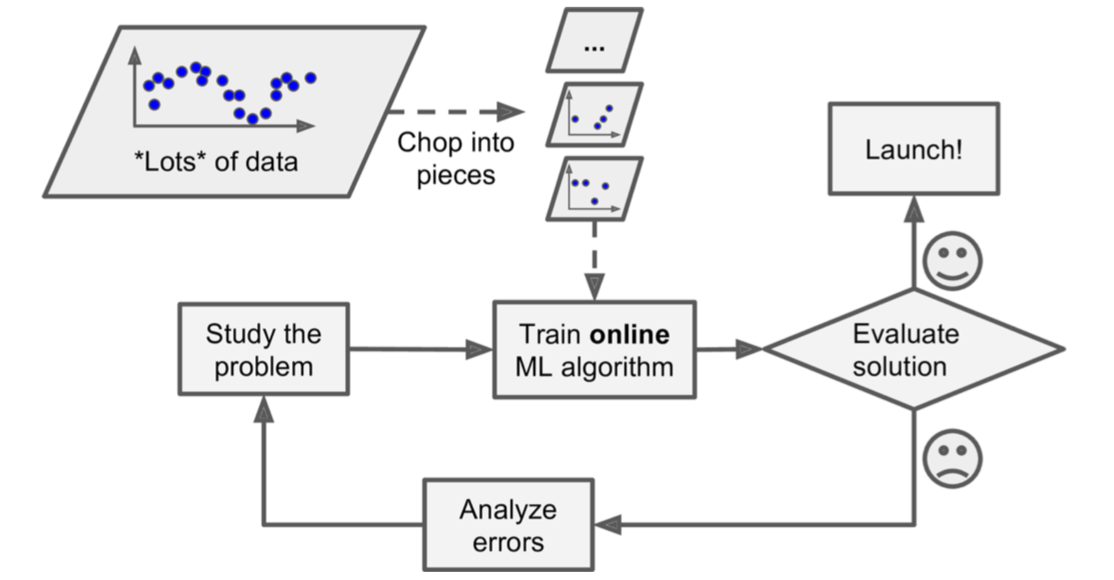 *Lots* of data
Chop into
pieces
...
Launch!
Study the
problem
Train online
ML algorithm
Evaluate
solution
Analyze
errors